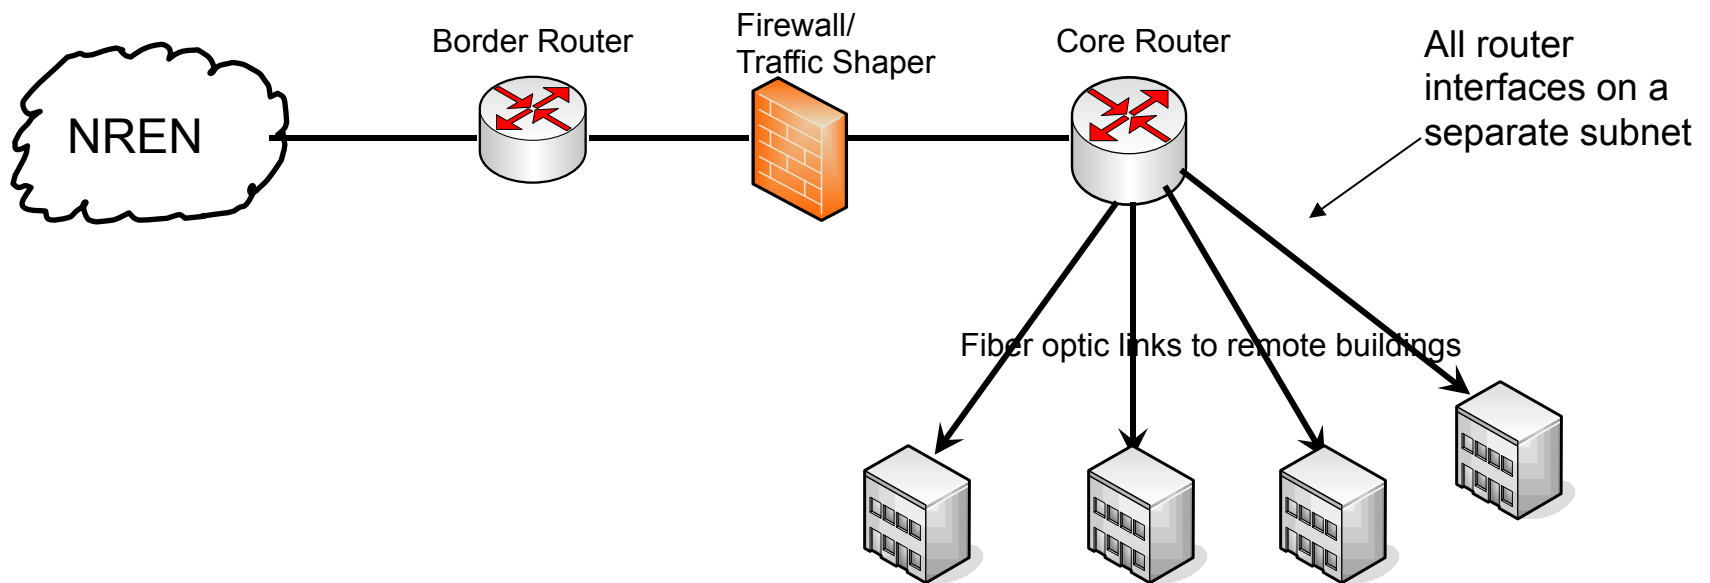 NREN
Border Router
Firewall/
Traffic Shaper
Core Router
All router
interfaces on a
separate subnet
Fiber optic links to remote buildings